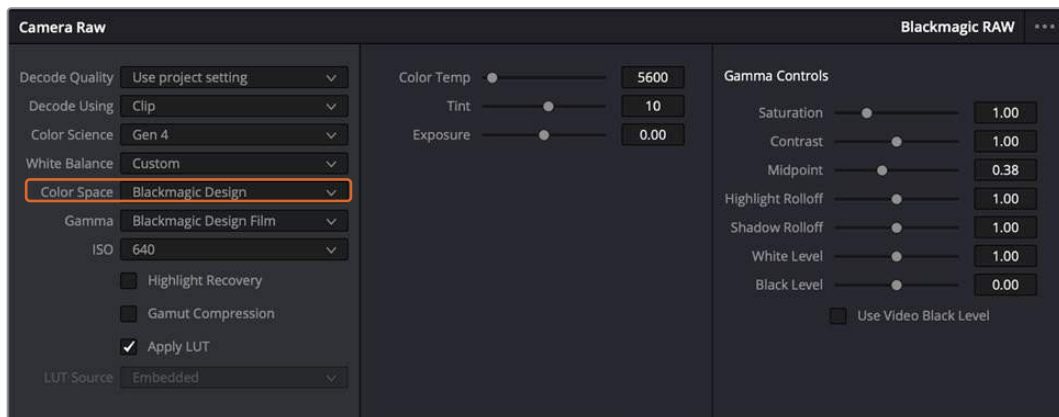 Camera Raw
Blackmagic RAW
Decode Quality Use project setting
Decode Using Clip
Color Science Gen 4
White Balance Custom
Color Space Blackmagic Design
Gamma Blackmagic Design Film
ISO 640
Highlight Recovery
Gamut Compression
Apply LUT
LUT Source Embedded
Color Temp 5600
Tint 10
Exposure 0.00
Gamma Controls
Saturation 1.00
Contrast 1.00
Midpoint 0.38
Highlight Rolloff 1.00
Shadow Rolloff 1.00
White Level 1.00
Black Level 0.00
Use Video Black Level